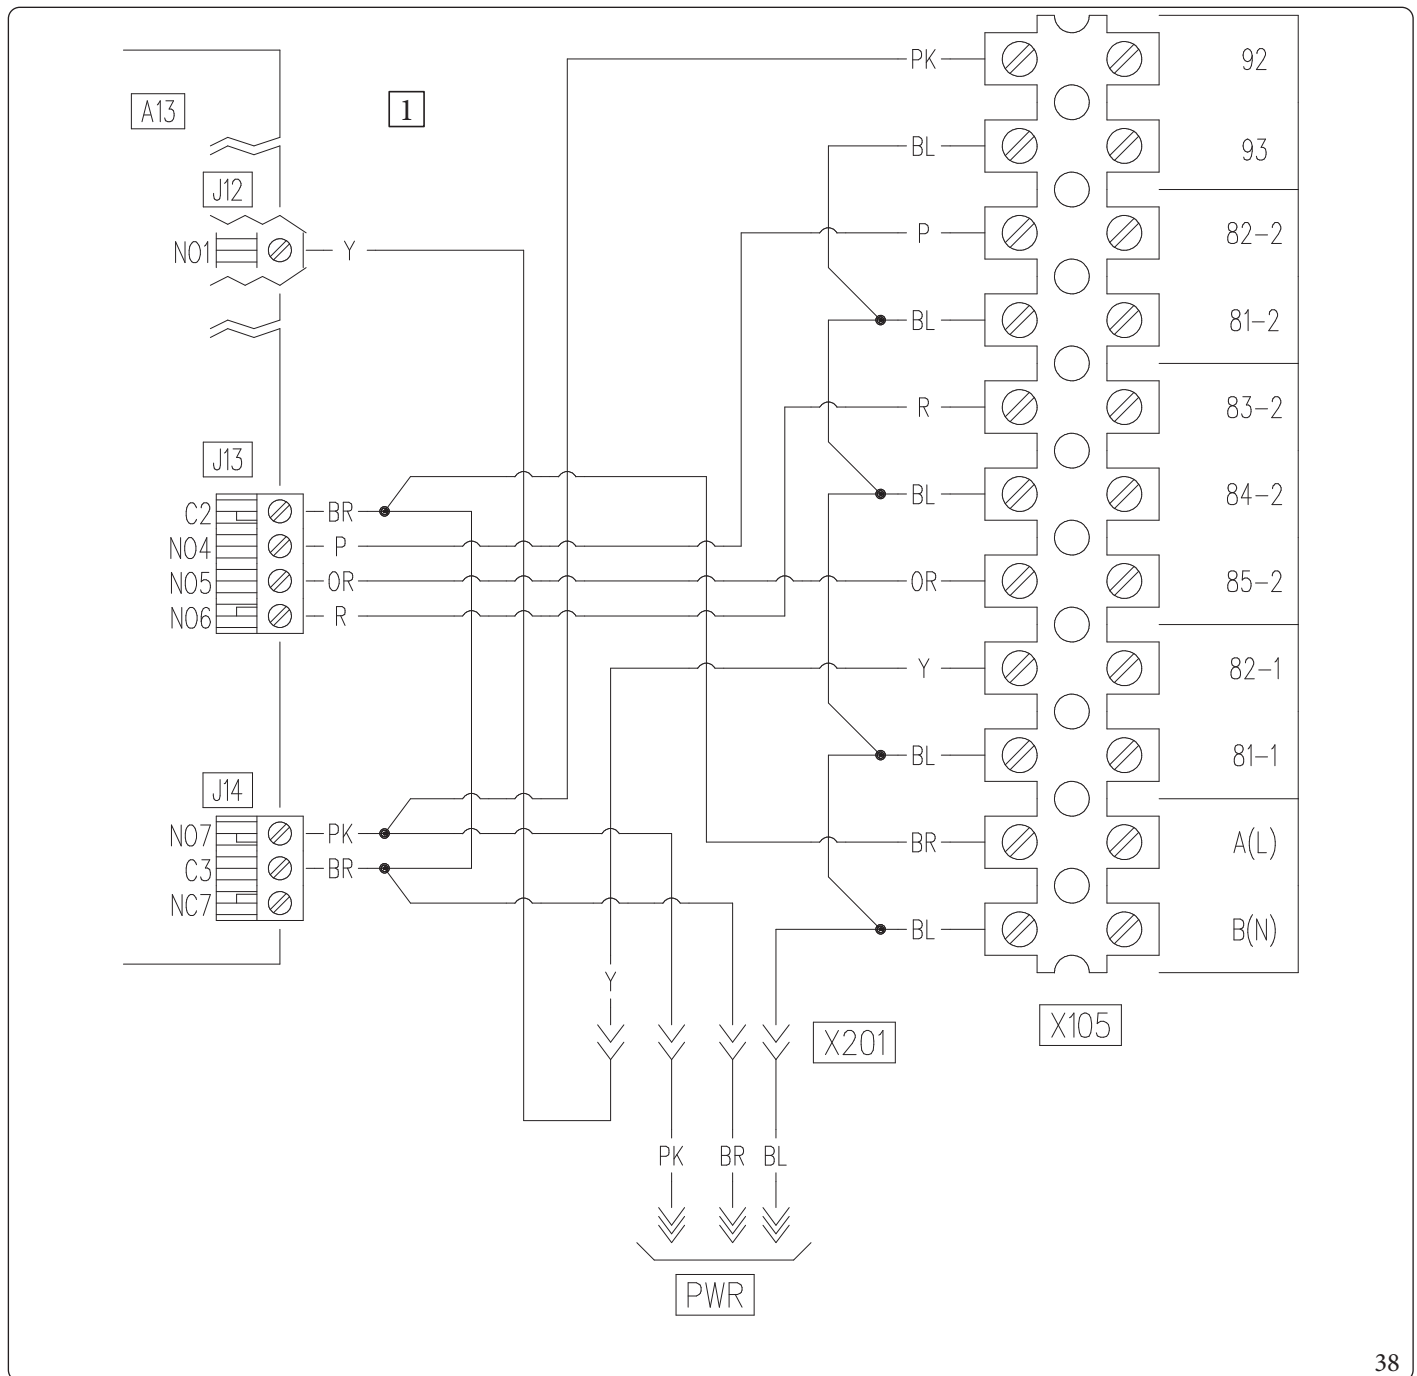 PK 92
A13 1
BL 93
J12
NO1 Y P 82-2
BL 81-2
R 83-2
J13
BL 84-2
C2 BR
NO4 P
NO5 OR OR 85-2
NO6 R
Y 82-1
BL 81-1
J14
NO7 PK BR A(L)
C3 BR
NC7
BL B(N)
Y
X201 X105
PK BR BL
PWR
38